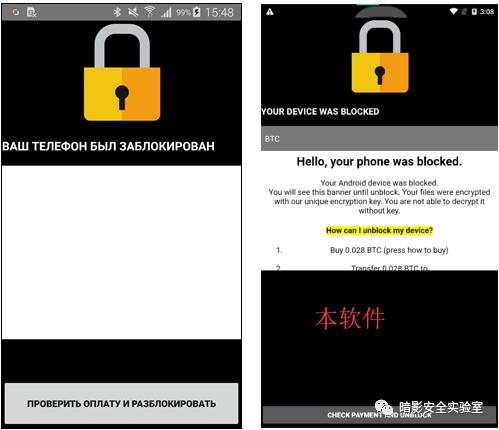 99% 15:48
ВАШ ТЕЛЕФОН БЫЛ ЗАБЛОКИРОВАН
ПРОВЕРИТЬ ОПЛАТУ И РАЗБЛОКИРОВАТЬ
3:08
YOUR DEVICE WAS BLOCKED
BTC
Hello, your phone was blocked.
Your Android device was blocked.
You will see this banner until unblock. Your files were encrypted
with our unique encryption key. You are not able to decrypt it
without key.
How can I unblock my device?
1. Buy 0.028 BTC (press how to buy)
2. Transfer 0.028 BTC to
本软件
CHECK PAYMENT AND UNBLOCK
暗影安全实验室